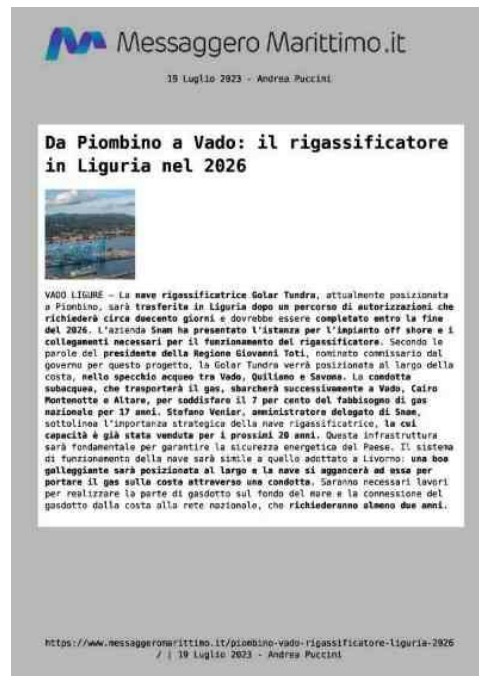 Messaggero Marittimo.it
19 Luglio 2023 - Andrea Puccini
Da Piombino a Vado: il rigassificatore
in Liguria nel 2026
VADO LIGURE – La nave rigassificatrice Golar Tundra, attualmente posizionata
a Piombino, sarà trasferita in Liguria dopo un percorso di autorizzazioni che
richiederà circa duecento giorni e dovrebbe essere completato entro la fine
del 2026. L'azienda Snam ha presentato l'istanza per l'impianto off shore e i
collegamenti necessari per il funzionamento del rigassificatore. Secondo le
parole del presidente della Regione Giovanni Toti, nominato commissario dal
governo per questo progetto, la Golar Tundra verrà posizionata al largo della
costa, nello specchio acqueo tra Vado, Quiliano e Savona. La condotta
subacquea, che trasporterà il gas, sbarcherà successivamente a Vado, Cairo
Montenotte e Altare, per soddisfare il 7 per cento del fabbisogno di gas
nazionale per 17 anni. Stefano Venier, amministratore delegato di Snam,
sottolinea l'importanza strategica della nave rigassificatrice, la cui
capacità è già stata venduta per i prossimi 20 anni. Questa infrastruttura
sarà fondamentale per garantire la sicurezza energetica del Paese. Il sistema
di funzionamento della nave sarà simile a quello adottato a Livorno: una boa
galleggiante sarà posizionata al largo e la nave si aggancerà ad essa per
portare il gas sulla costa attraverso una condotta. Saranno necessari lavori
per realizzare la parte di gasdotto sul fondo del mare e la connessione del
gasdotto dalla costa alla rete nazionale, che richiederanno almeno due anni.
https://www.messaggeromarittimo.it/piombino-vado-rigassificatore-liguria-2026
/ | 19 Luglio 2023 - Andrea Puccini